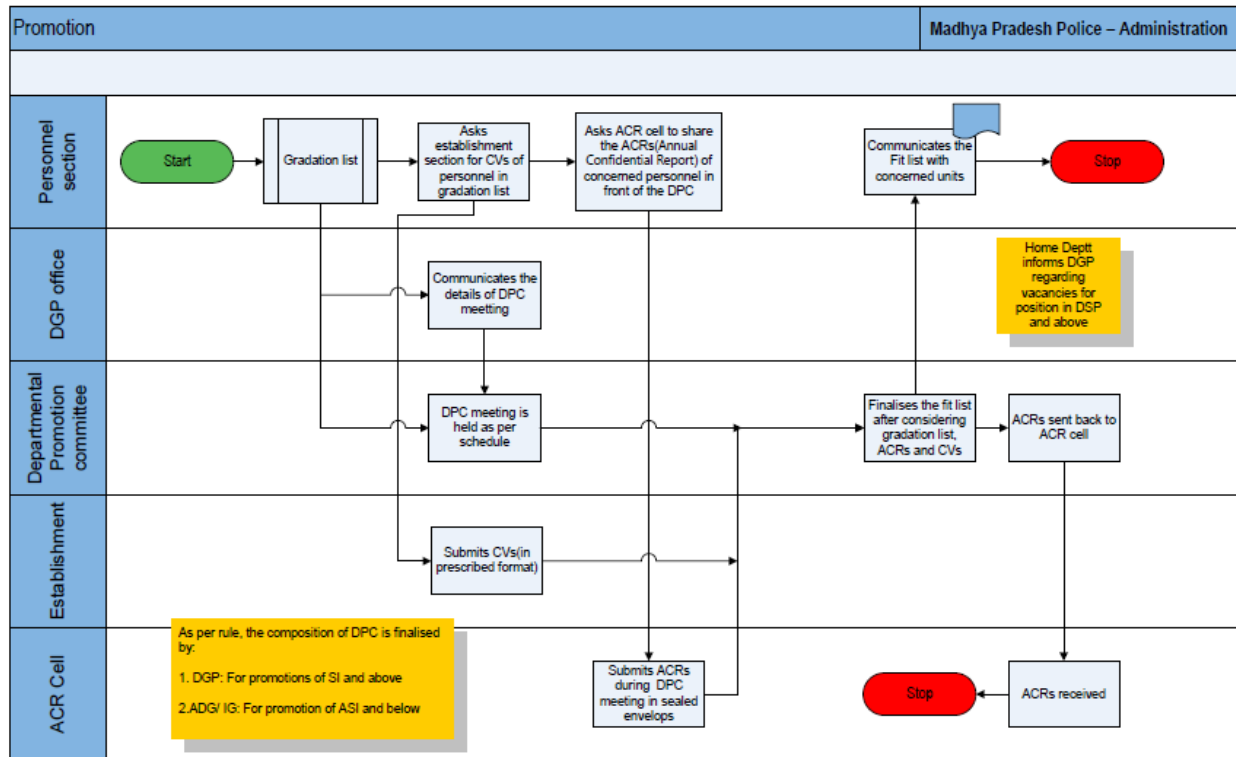 Promotion
Madhya Pradesh Police – Administration
Personnel
section
Start
Gradation list
Asks
establishment
section for CVs of
personnel in
gradation list
Asks ACR cell to share
the ACRs(Annual
Confidential Report) of
concerned personnel in
front of the DPC
Communicates the
Fit list with
concerned units
Stop
DGP office
Communicates the
details of DPC
meetting
Home Deptt
informs DGP
regarding
vacancies for
position in DSP
and above
Departmental
Promotion
committee
DPC meeting is
held as per
schedule
Finalises the fit list
after considering
gradation list,
ACRs and CVs
ACRs sent back to
ACR cell
Establishment
Submits CVs(in
prescribed format)
ACR Cell
As per rule, the composition of DPC is finalised
by:
1. DGP: For promotions of SI and above
2.ADG/ IG: For promotion of ASI and below
Submits ACRs
during DPC
meeting in sealed
envelops
Stop
ACRs received